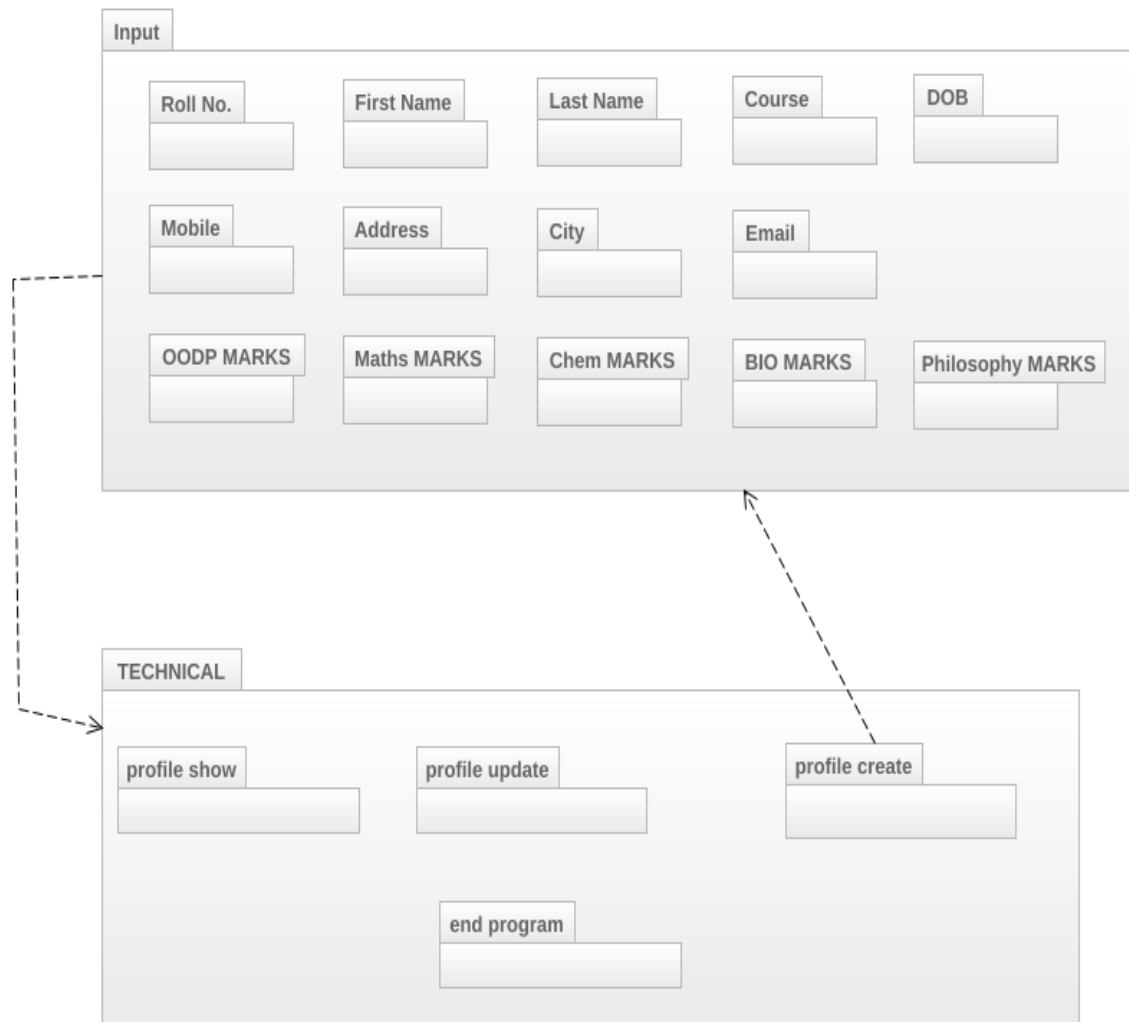 Input
Roll No.
First Name
Last Name
Course
DOB
Mobile
Address
City
Email
OODP MARKS
Maths MARKS
Chem MARKS
BIO MARKS
Philosophy MARKS
TECHNICAL
profile show
profile update
profile create
end program